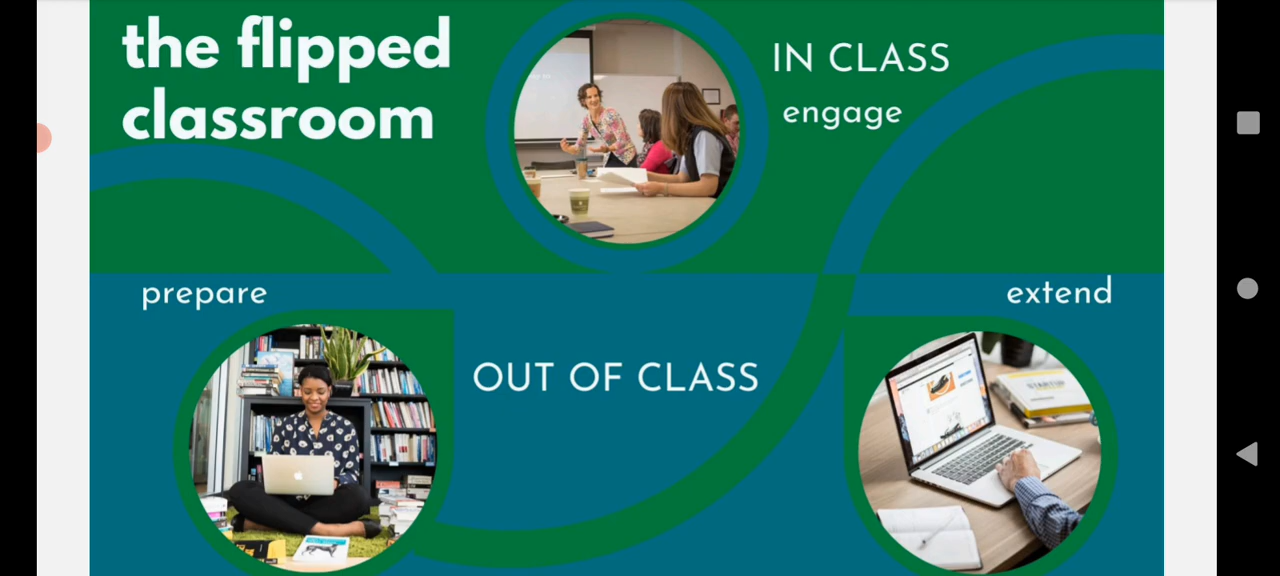 the flipped
classroom
IN CLASS
engage
prepare
OUT OF CLASS
extend